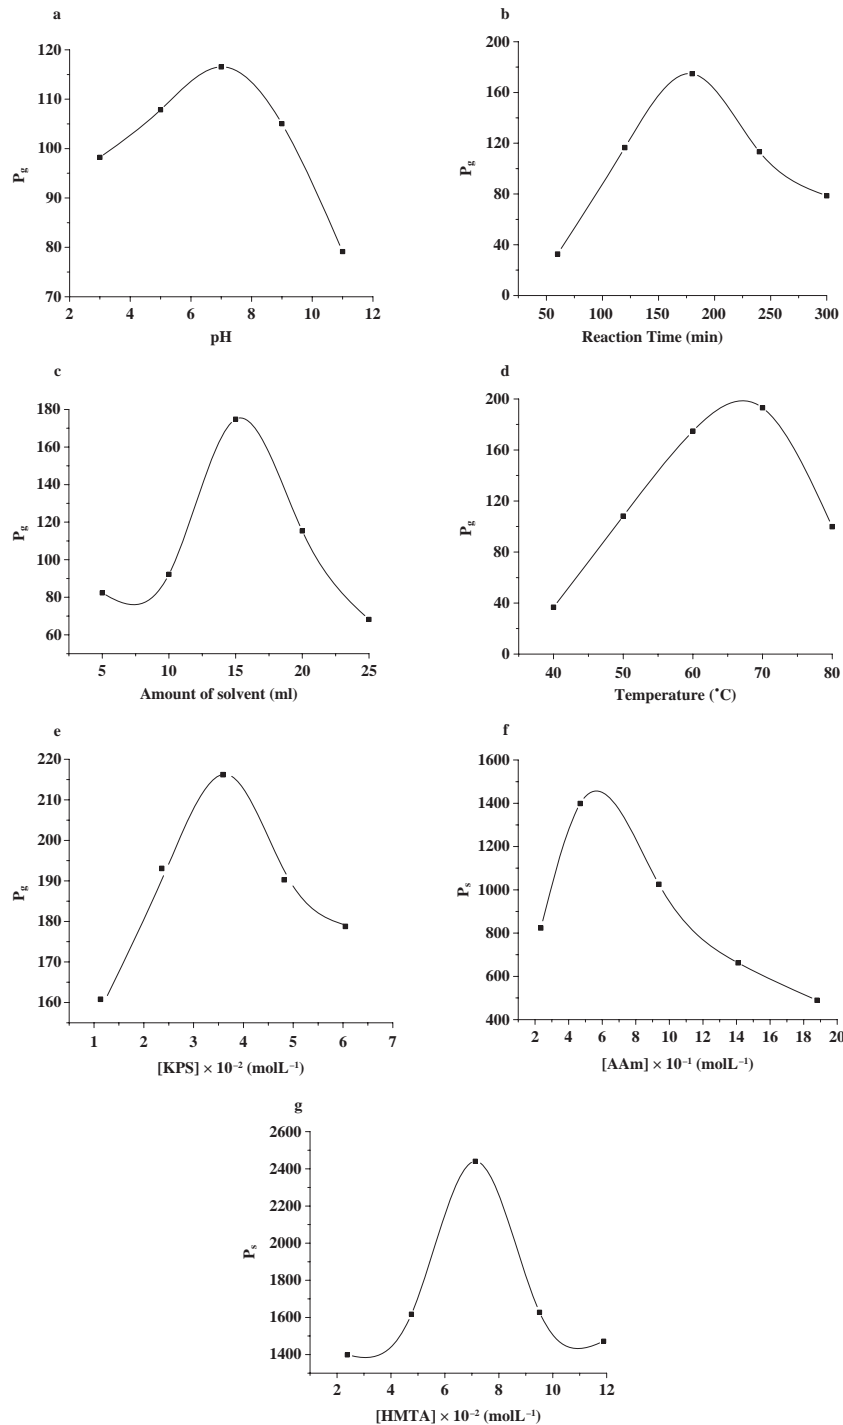 a
120
110
100
90
80
70
2 4 6 8 10 12
Pg
pH
b
200
160
120
80
40
0
50 100 150 200 250 300
Pg
Reaction Time (min)
c
180
160
140
120
100
80
60
5 10 15 20 25
Pg
Amount of solvent (ml)
d
200
160
120
80
40
0
40 50 60 70 80
Pg
Temperature (°C)
e
220
210
200
190
180
170
160
1 2 3 4 5 6 7
Pg
[KPS] × 10⁻² (molL⁻¹)
f
1600
1400
1200
1000
800
600
400
2 4 6 8 10 12 14 16 18 20
Ps
[AAm] × 10⁻¹ (molL⁻¹)
g
2600
2400
2200
2000
1800
1600
1400
2 4 6 8 10 12
Ps
[HMTA] × 10⁻² (molL⁻¹)